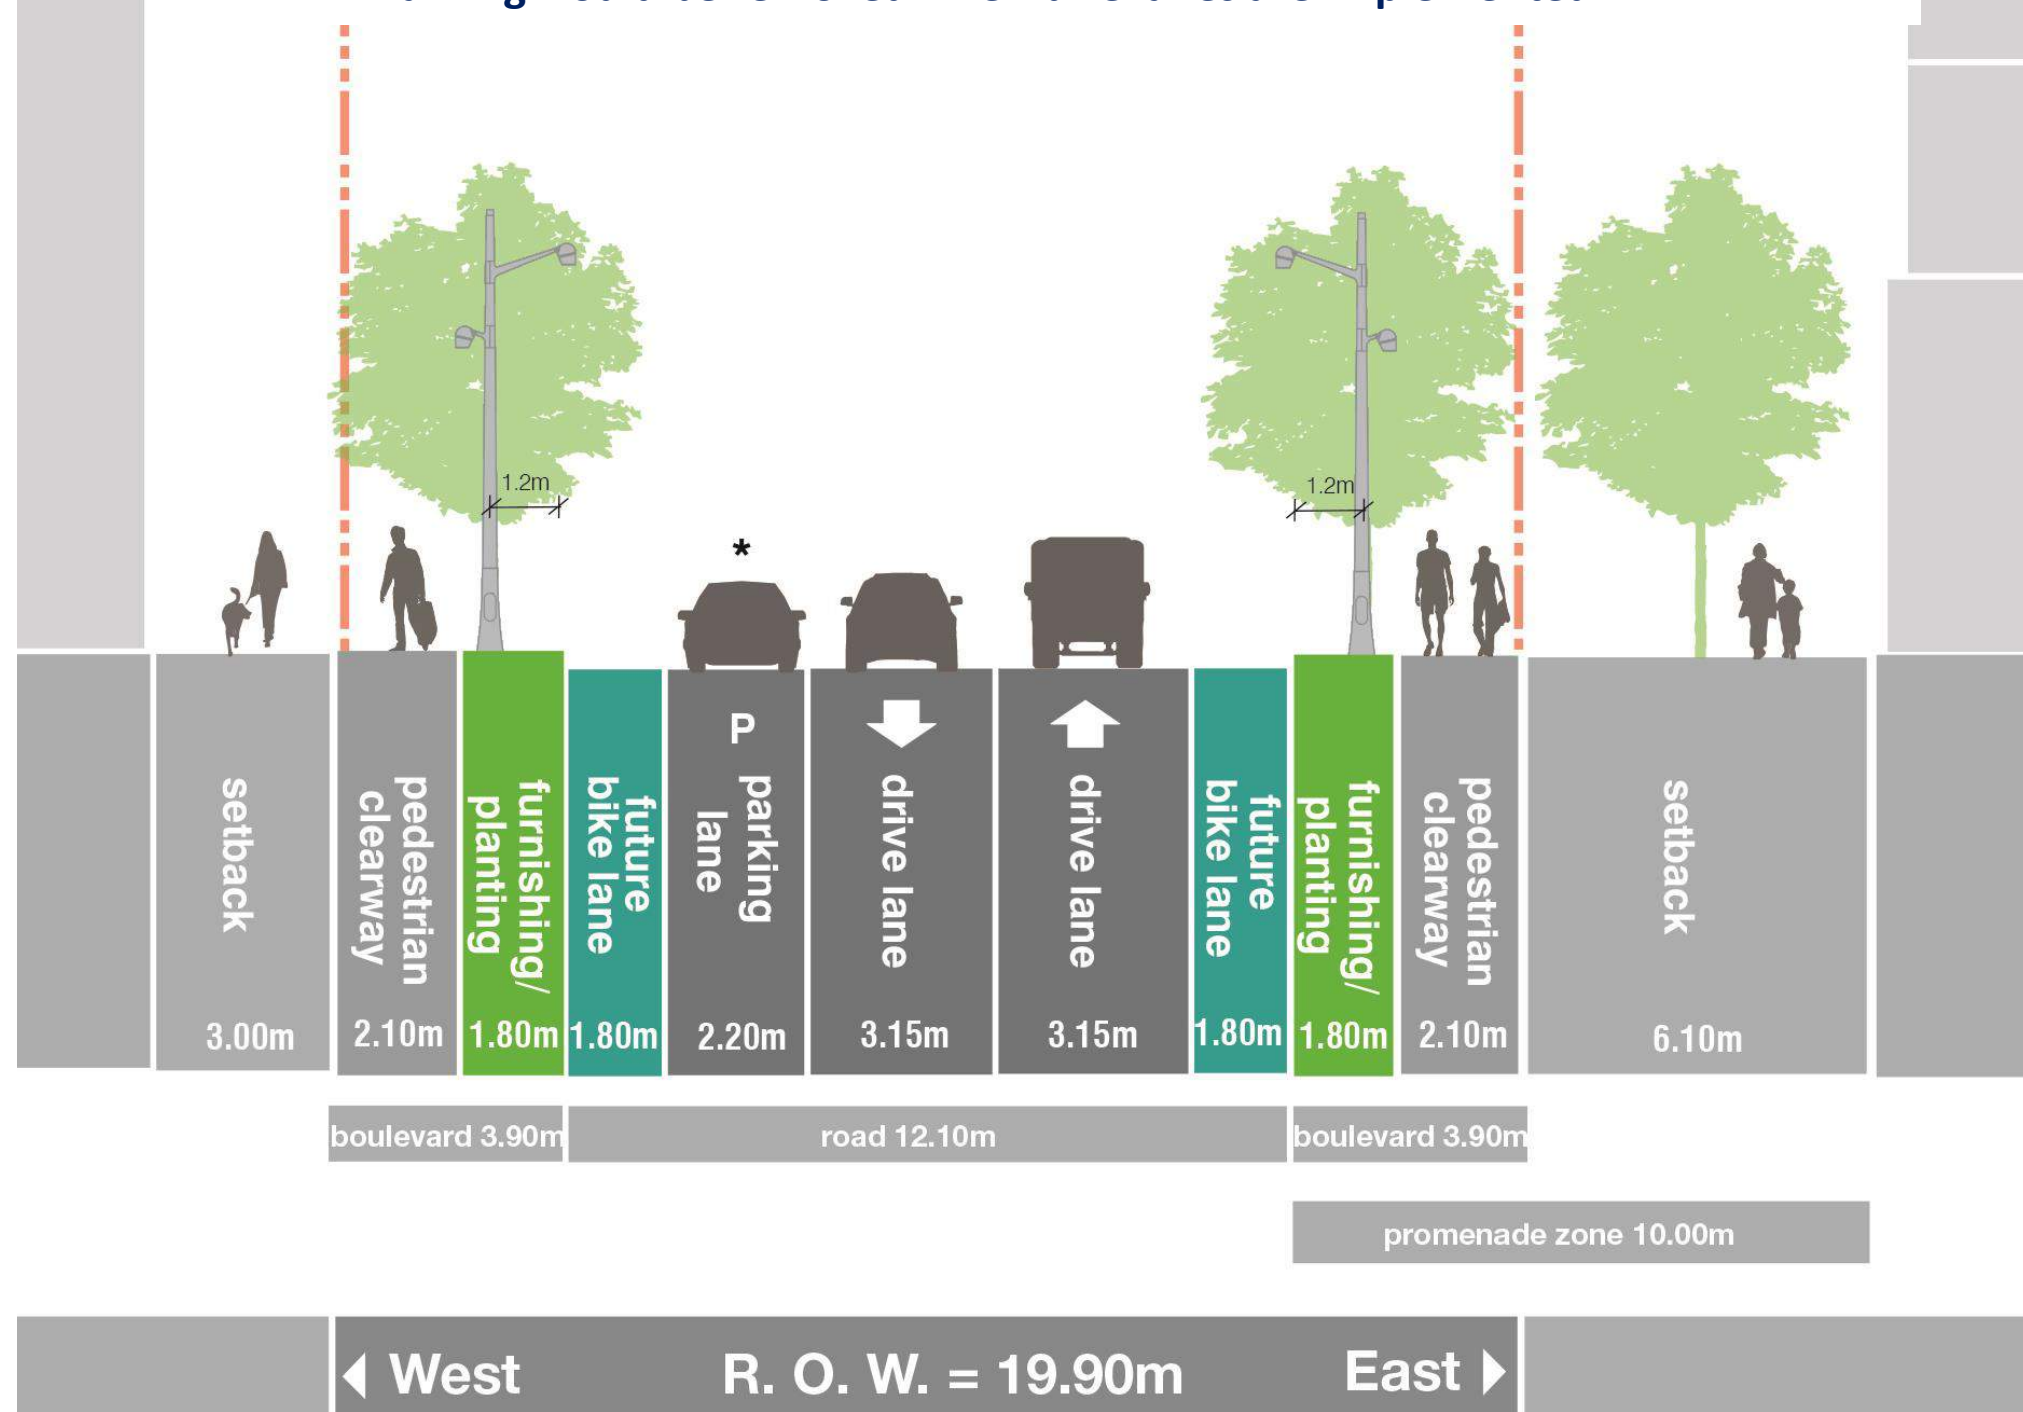 1.2m
1.2m
*
P
setback
3.00m
pedestrian
clearway
2.10m
furnishing/
planting
1.80m
future
bike lane
1.80m
parking
lane
2.20m
drive lane
3.15m
drive lane
3.15m
future
bike lane
1.80m
furnishing/
planting
1.80m
pedestrian
clearway
2.10m
setback
6.10m
boulevard 3.90m
road 12.10m
boulevard 3.90m
promenade zone 10.00m
West
R. O. W. = 19.90m
East